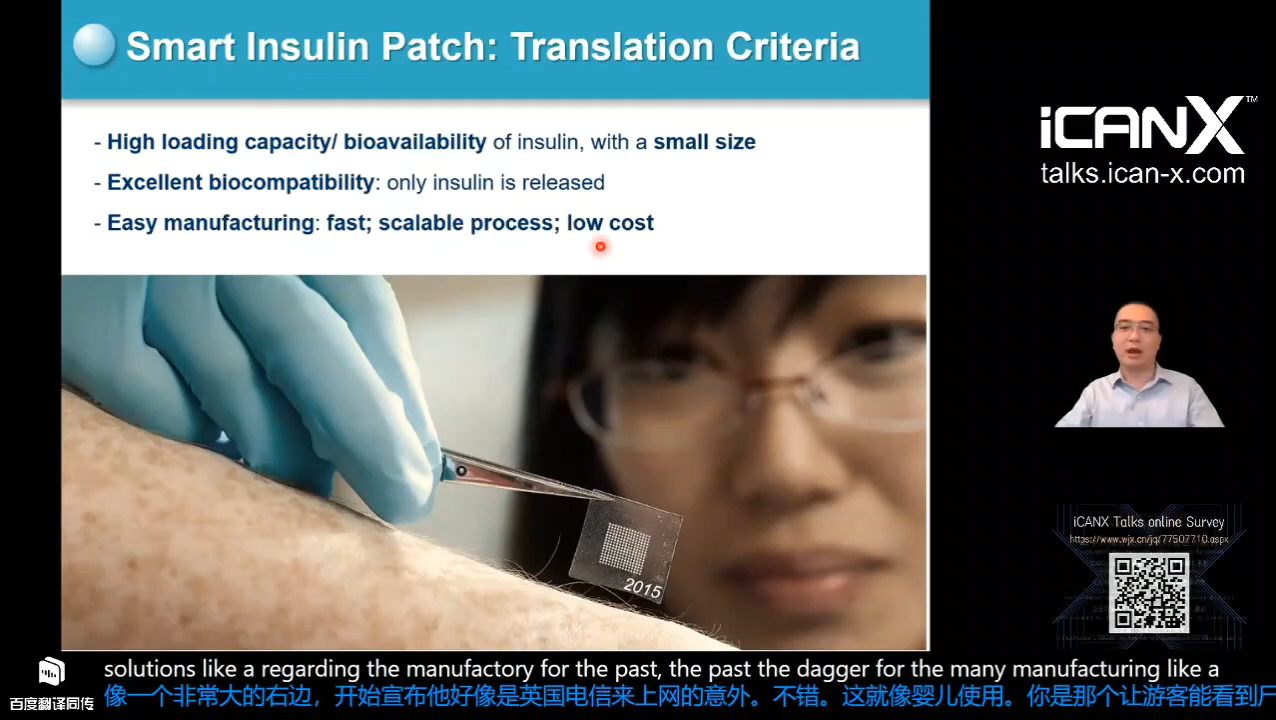 Smart Insulin Patch: Translation Criteria
- High loading capacity/ bioavailability of insulin, with a small size
- Excellent biocompatibility: only insulin is released
- Easy manufacturing: fast; scalable process; low cost
2015
iCANX™
talks.ican-x.com
iCANX Talks online Survey
https://www.wjx.cn/jq/77507710.aspx
solutions like a regarding the manufactory for the past, the past the dagger for the many manufacturing like a
百度翻译同传
像一个非常大的右边，开始宣布他好像是英国电信来上网的意外。不错。这就像婴儿使用。你是那个让游客能看到尸